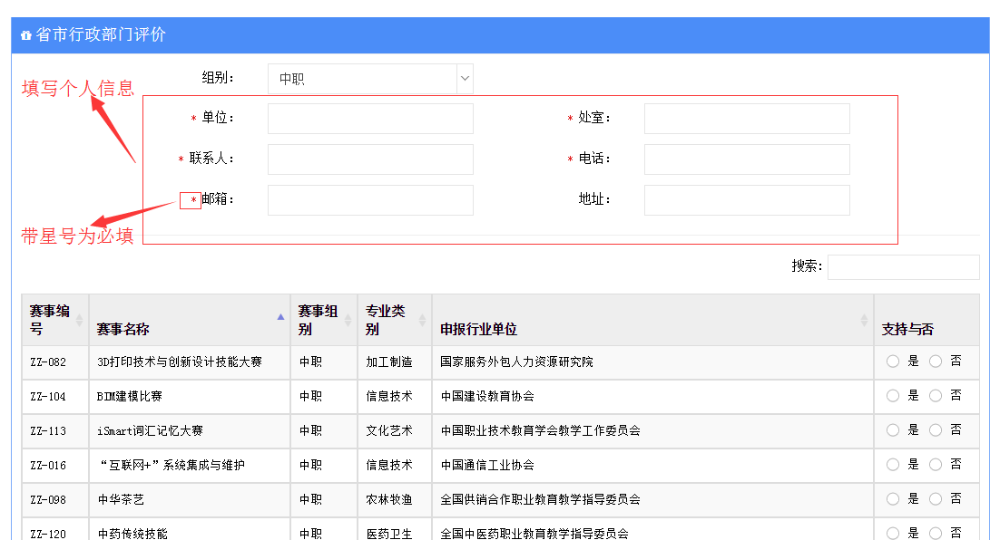 省市行政部门评价
组别： 中职
填写个人信息
* 单位： * 处室：
* 联系人： * 电话：
* 邮箱： 地址：
带星号为必填
搜索：
赛事编号 赛事名称 赛事组别 专业类别 申报行业单位 支持与否
ZZ-082 3D打印技术与创新设计技能大赛 中职 加工制造 国家服务外包人力资源研究院 是 否
ZZ-104 BIM建模比赛 中职 信息技术 中国建设教育协会 是 否
ZZ-113 iSmart词汇记忆大赛 中职 文化艺术 中国职业技术教育学会教学工作委员会 是 否
ZZ-016 “互联网+”系统集成与维护 中职 信息技术 中国通信工业协会 是 否
ZZ-098 中华茶艺 中职 农林牧渔 全国供销合作职业教育教学指导委员会 是 否
ZZ-120 中药传统技能 中职 医药卫生 全国中医药职业教育教学指导委员会 是 否